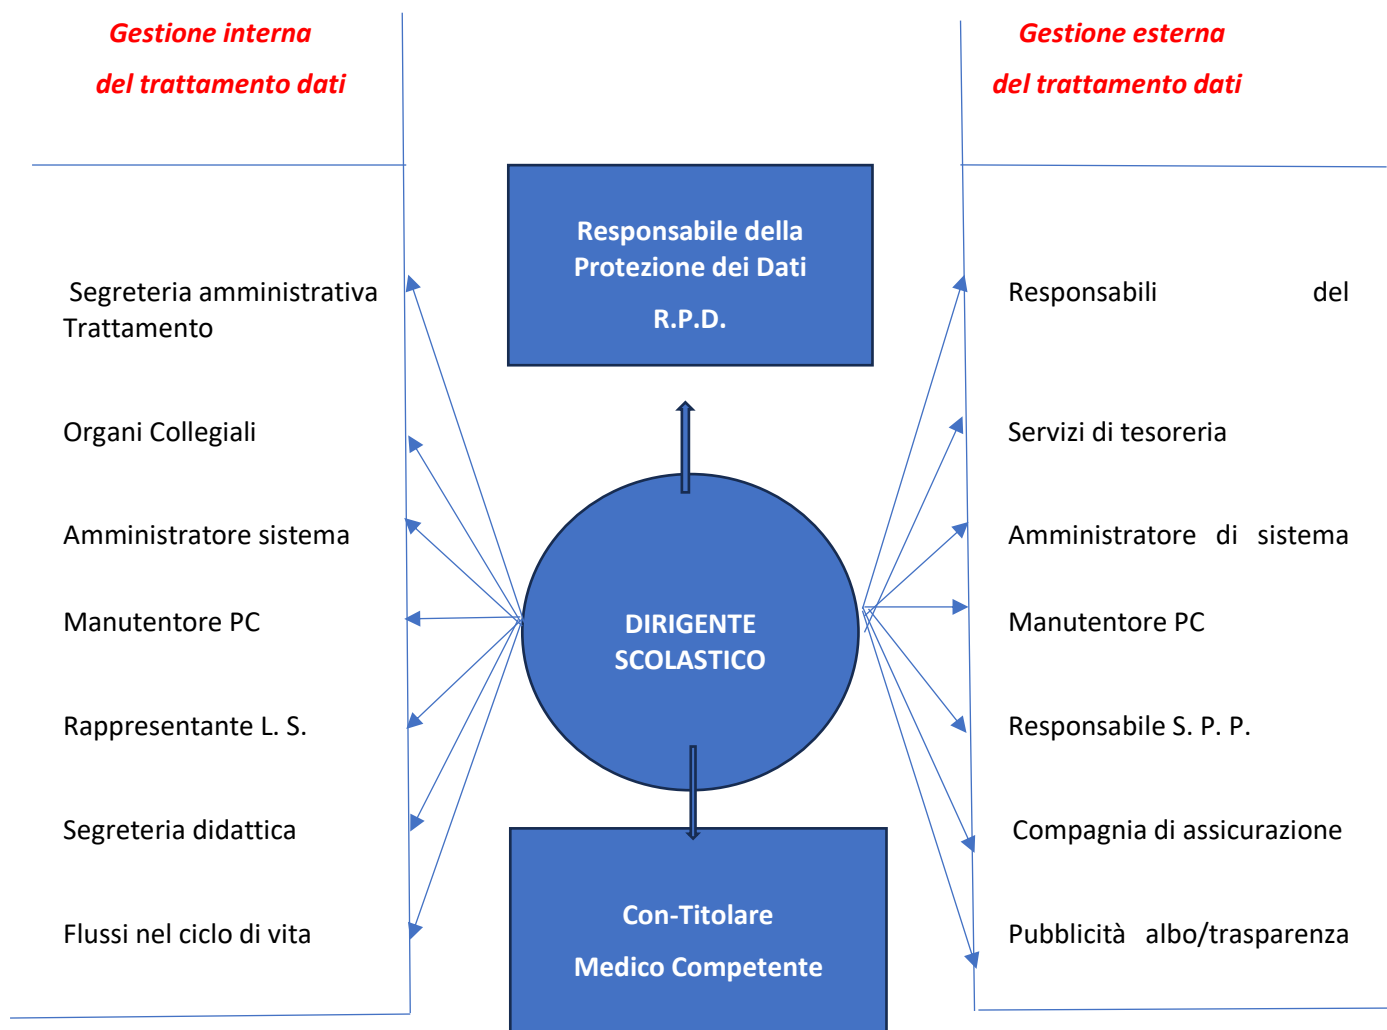 Gestione interna
del trattamento dati
Gestione esterna
del trattamento dati
Responsabile della
Protezione dei Dati
R.P.D.
Segreteria amministrativa
Trattamento
Organi Collegiali
Amministratore sistema
Manutentore PC
Rappresentante L. S.
Segreteria didattica
Flussi nel ciclo di vita
DIRIGENTE
SCOLASTICO
Con-Titolare
Medico Competente
Responsabili del
Servizi di tesoreria
Amministratore di sistema
Manutentore PC
Responsabile S. P. P.
Compagnia di assicurazione
Pubblicità albo/trasparenza